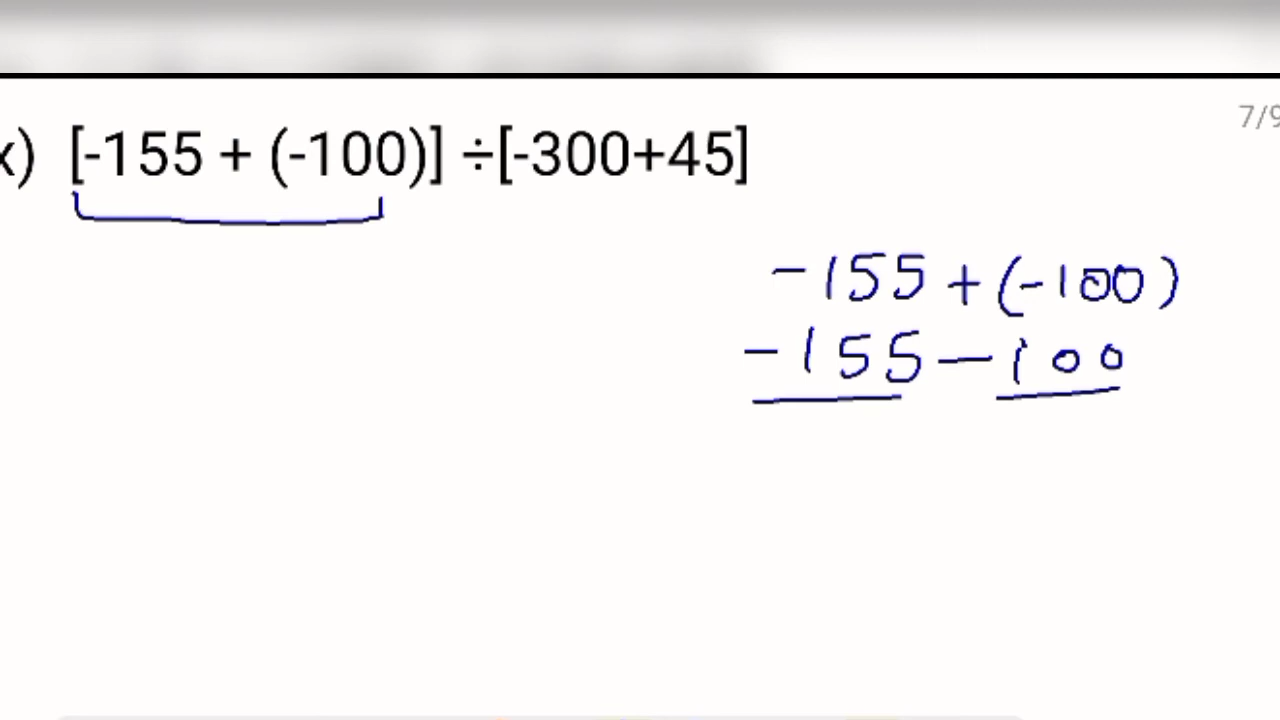 7/9
x) [-155 + (-100)] ÷[-300+45]
-155 + (-100)
-155 - 100